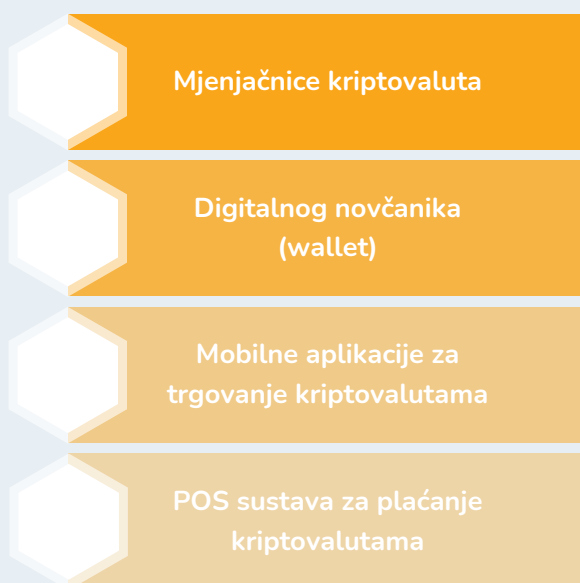 Mjenjačnice kriptovaluta
Digitalnog novčanika
(wallet)
Mobilne aplikacije za
trgovanje kriptovalutama
POS sustava za plaćanje
kriptovalutama